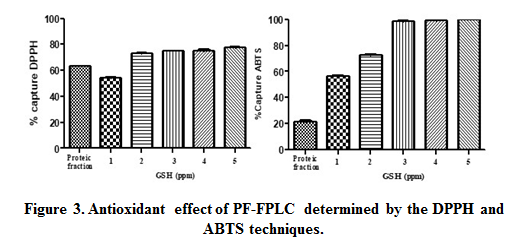 % capture DPPH
100
80
60
40
20
0
Proteic
fraction
1
2
3
4
5
GSH (ppm)
%Capture ABTS
100
80
60
40
20
0
Proteic
fraction
1
2
3
4
5
GSH (ppm)
Figure 3. Antioxidant effect of PF-FPLC determined by the DPPH and
ABTS techniques.